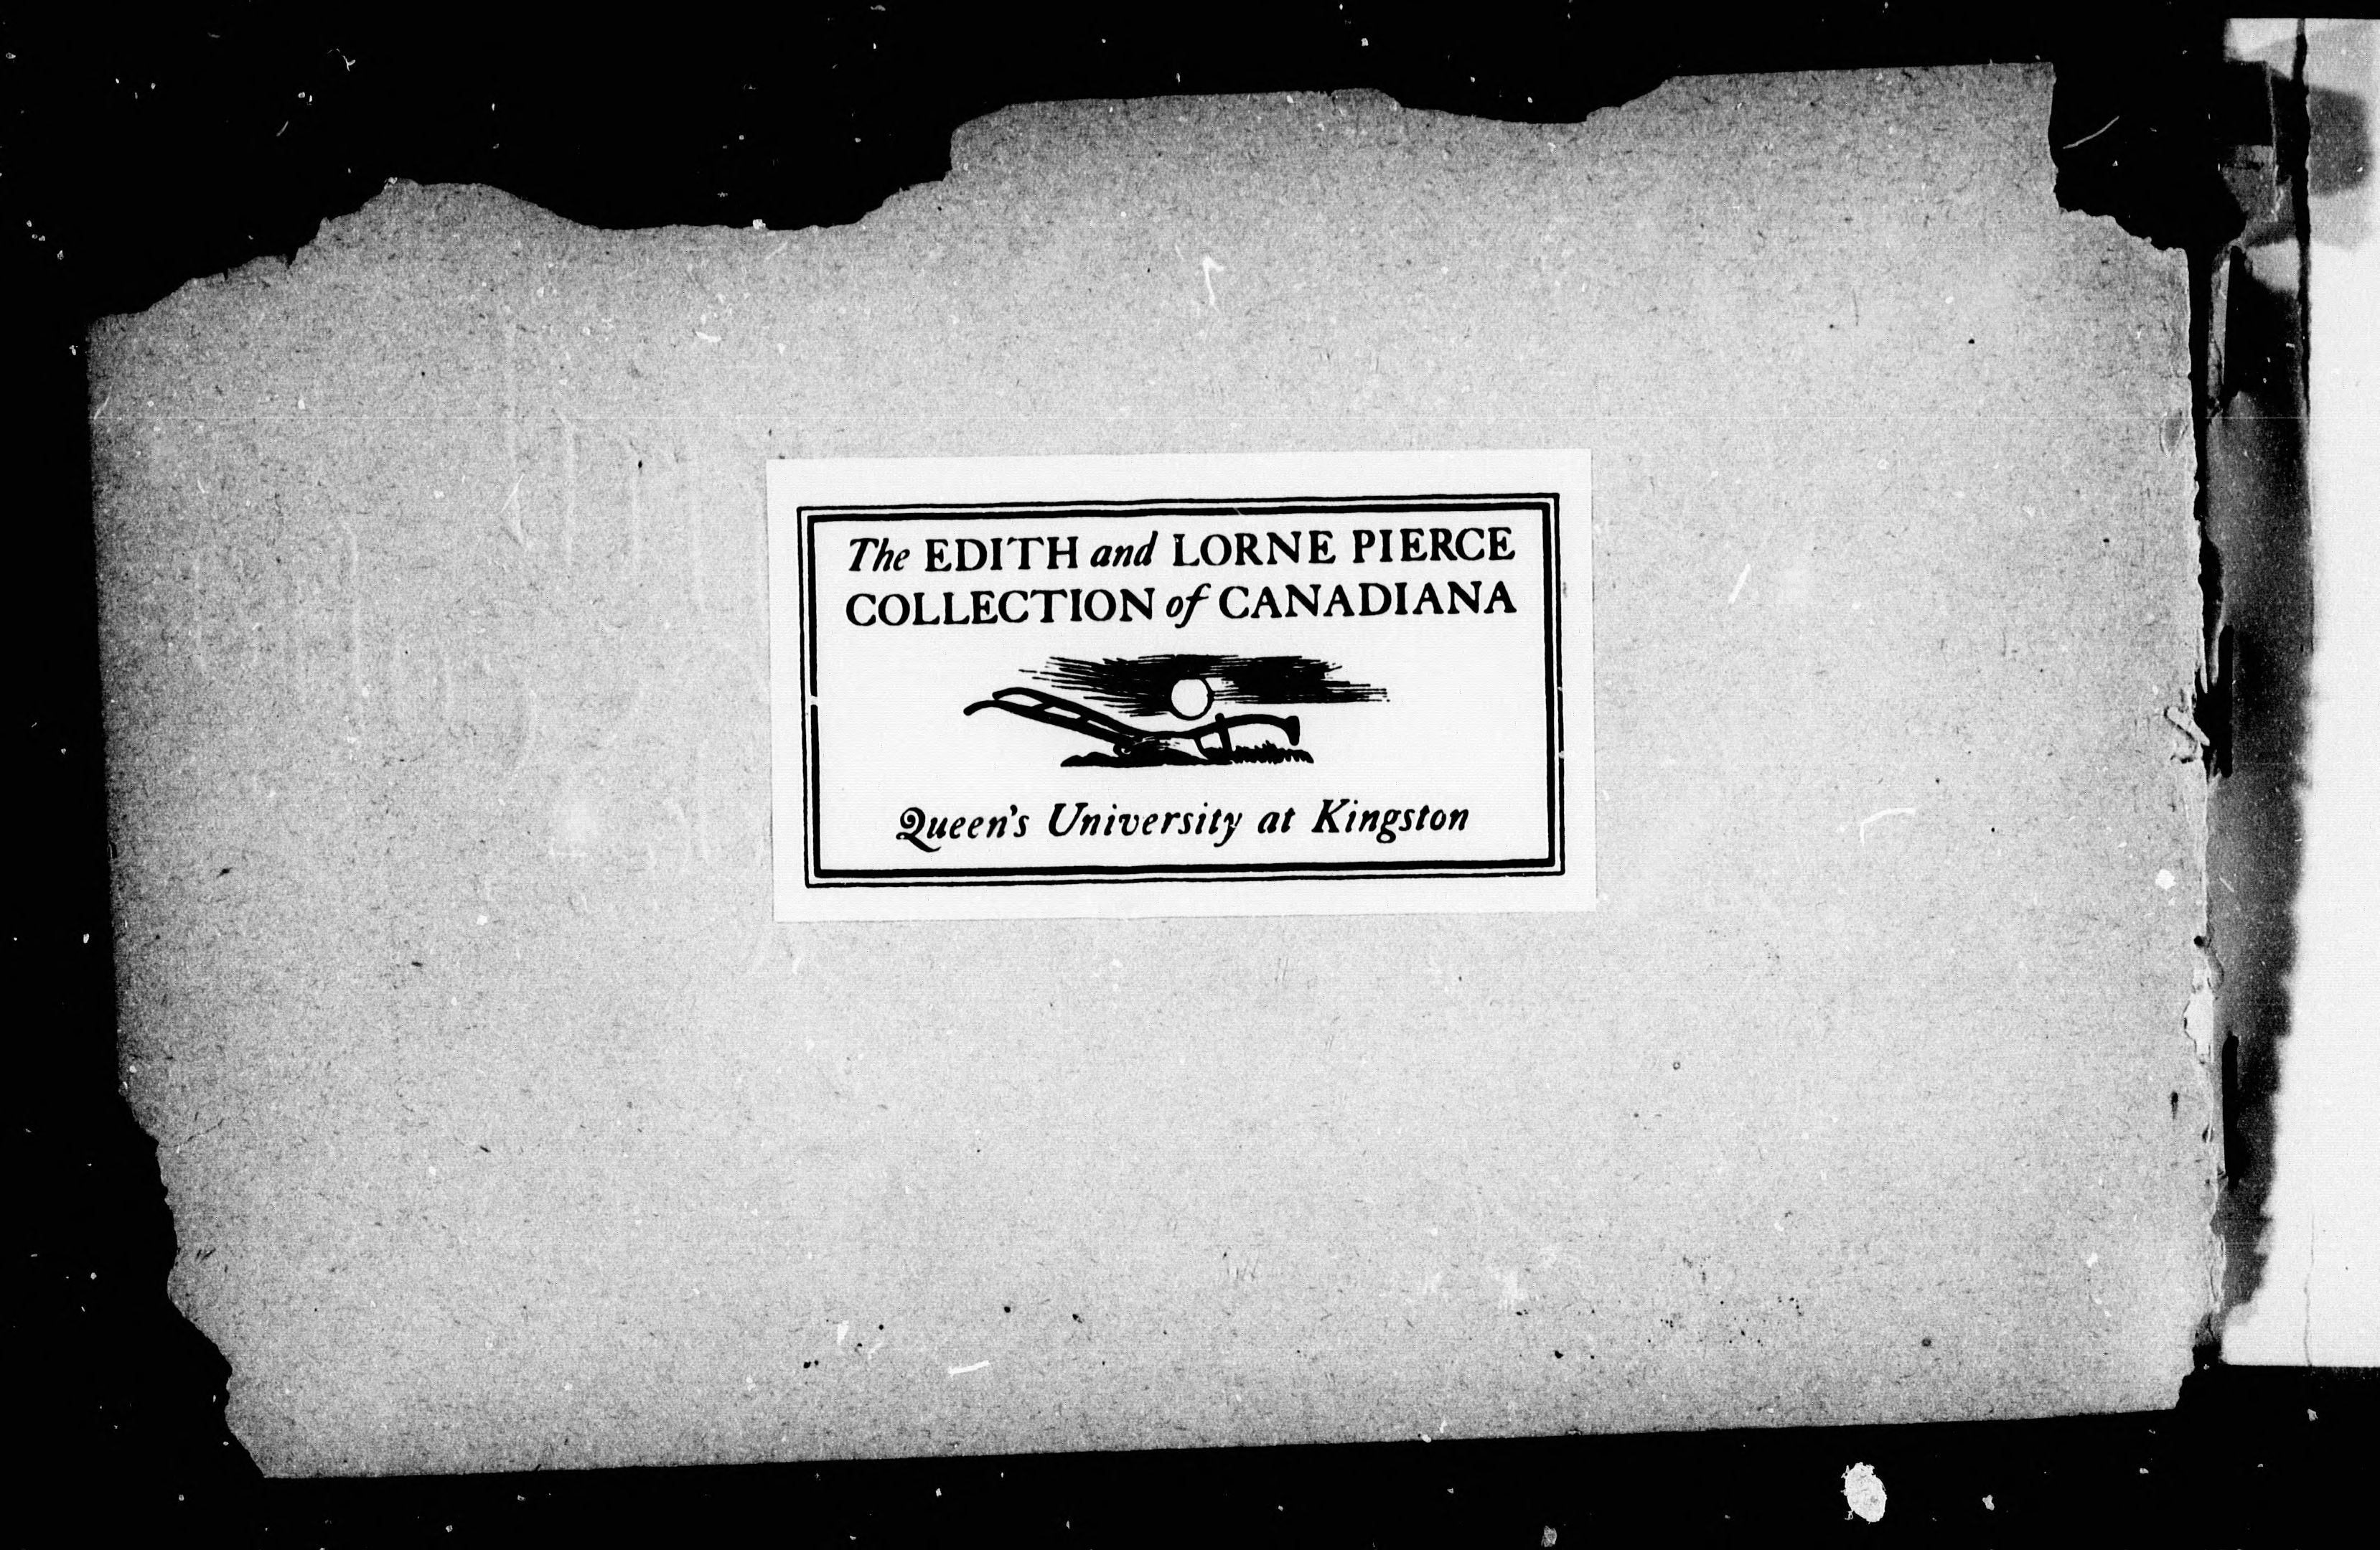 The EDITH and LORNE PIERCE
COLLECTION of CANADIANA
Queen's University at Kingston